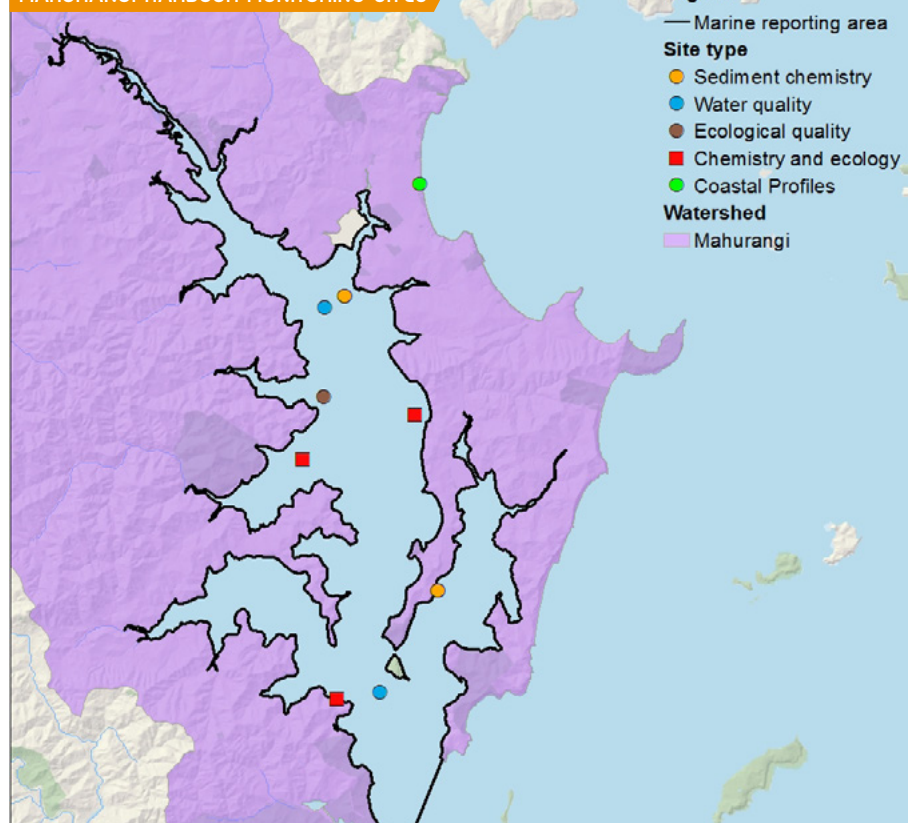 Marine reporting area
Site type
Sediment chemistry
Water quality
Ecological quality
Chemistry and ecology
Coastal Profiles
Watershed
Mahurangi